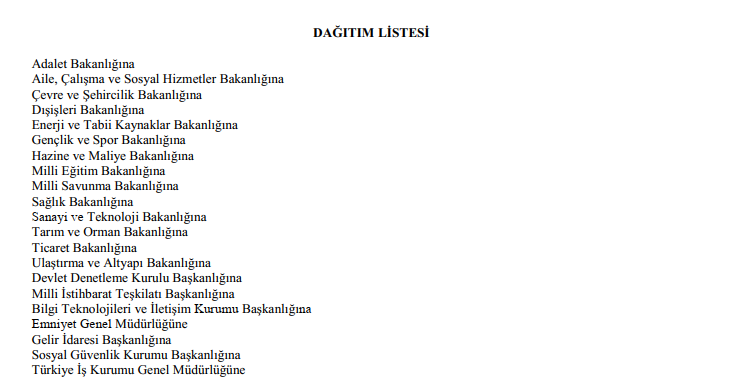 DAĞITIM LİSTESİ
Adalet Bakanlığına
Aile, Çalışma ve Sosyal Hizmetler Bakanlığına
Çevre ve Şehircilik Bakanlığına
Dışişleri Bakanlığına
Enerji ve Tabii Kaynaklar Bakanlığına
Gençlik ve Spor Bakanlığına
Hazine ve Maliye Bakanlığına
Milli Eğitim Bakanlığına
Milli Savunma Bakanlığına
Sağlık Bakanlığına
Sanayi ve Teknoloji Bakanlığına
Tarım ve Orman Bakanlığına
Ticaret Bakanlığına
Ulaştırma ve Altyapı Bakanlığına
Devlet Denetleme Kurulu Başkanlığına
Milli İstihbarat Teşkilatı Başkanlığına
Bilgi Teknolojileri ve İletişim Kurumu Başkanlığına
Emniyet Genel Müdürlüğüne
Gelir İdaresi Başkanlığına
Sosyal Güvenlik Kurumu Başkanlığına
Türkiye İş Kurumu Genel Müdürlüğüne